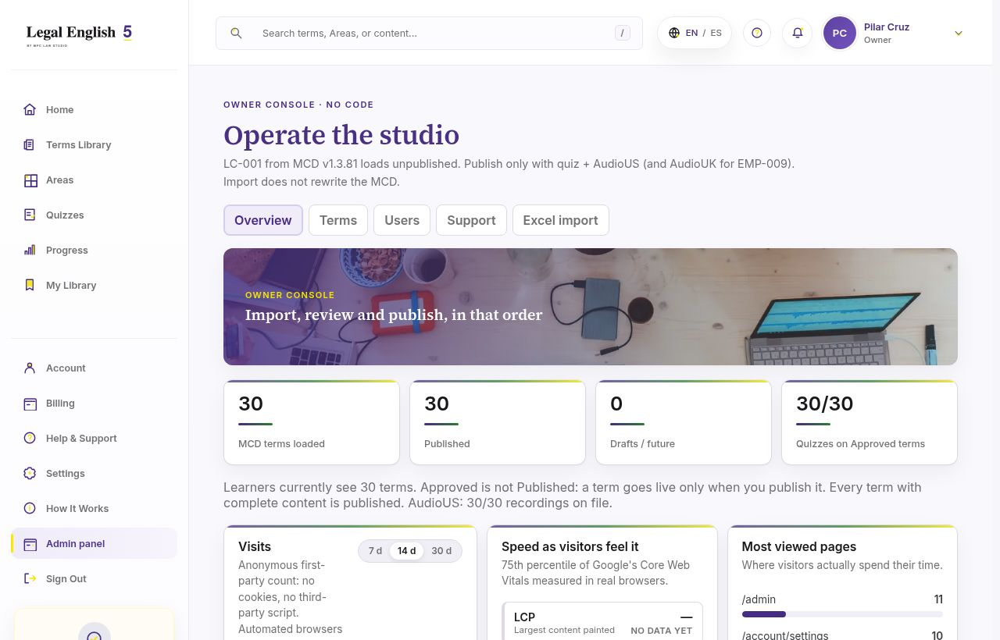 Legal English 5
BY MPC LAW STUDIO
Search terms, Areas, or content...
/
EN / ES
PC
Pilar Cruz
Owner
Home
Terms Library
Areas
Quizzes
Progress
My Library
Account
Billing
Help & Support
Settings
How It Works
Admin panel
Sign Out
OWNER CONSOLE · NO CODE
Operate the studio
LC-001 from MCD v1.3.81 loads unpublished. Publish only with quiz + AudioUS (and AudioUK for EMP-009).
Import does not rewrite the MCD.
Overview
Terms
Users
Support
Excel import
OWNER CONSOLE
Import, review and publish, in that order
30
MCD terms loaded
30
Published
0
Drafts / future
30/30
Quizzes on Approved terms
Learners currently see 30 terms. Approved is not Published: a term goes live only when you publish it. Every term with
complete content is published. AudioUS: 30/30 recordings on file.
Visits
7 d
14 d
30 d
Anonymous first-
party count: no
cookies, no third-
party script.
Automated browsers
Speed as visitors feel it
75th percentile of Google's Core Web
Vitals measured in real browsers.
LCP
—
Largest content painted
NO DATA YET
Most viewed pages
Where visitors actually spend their time.
/admin
11
/account/settings
10